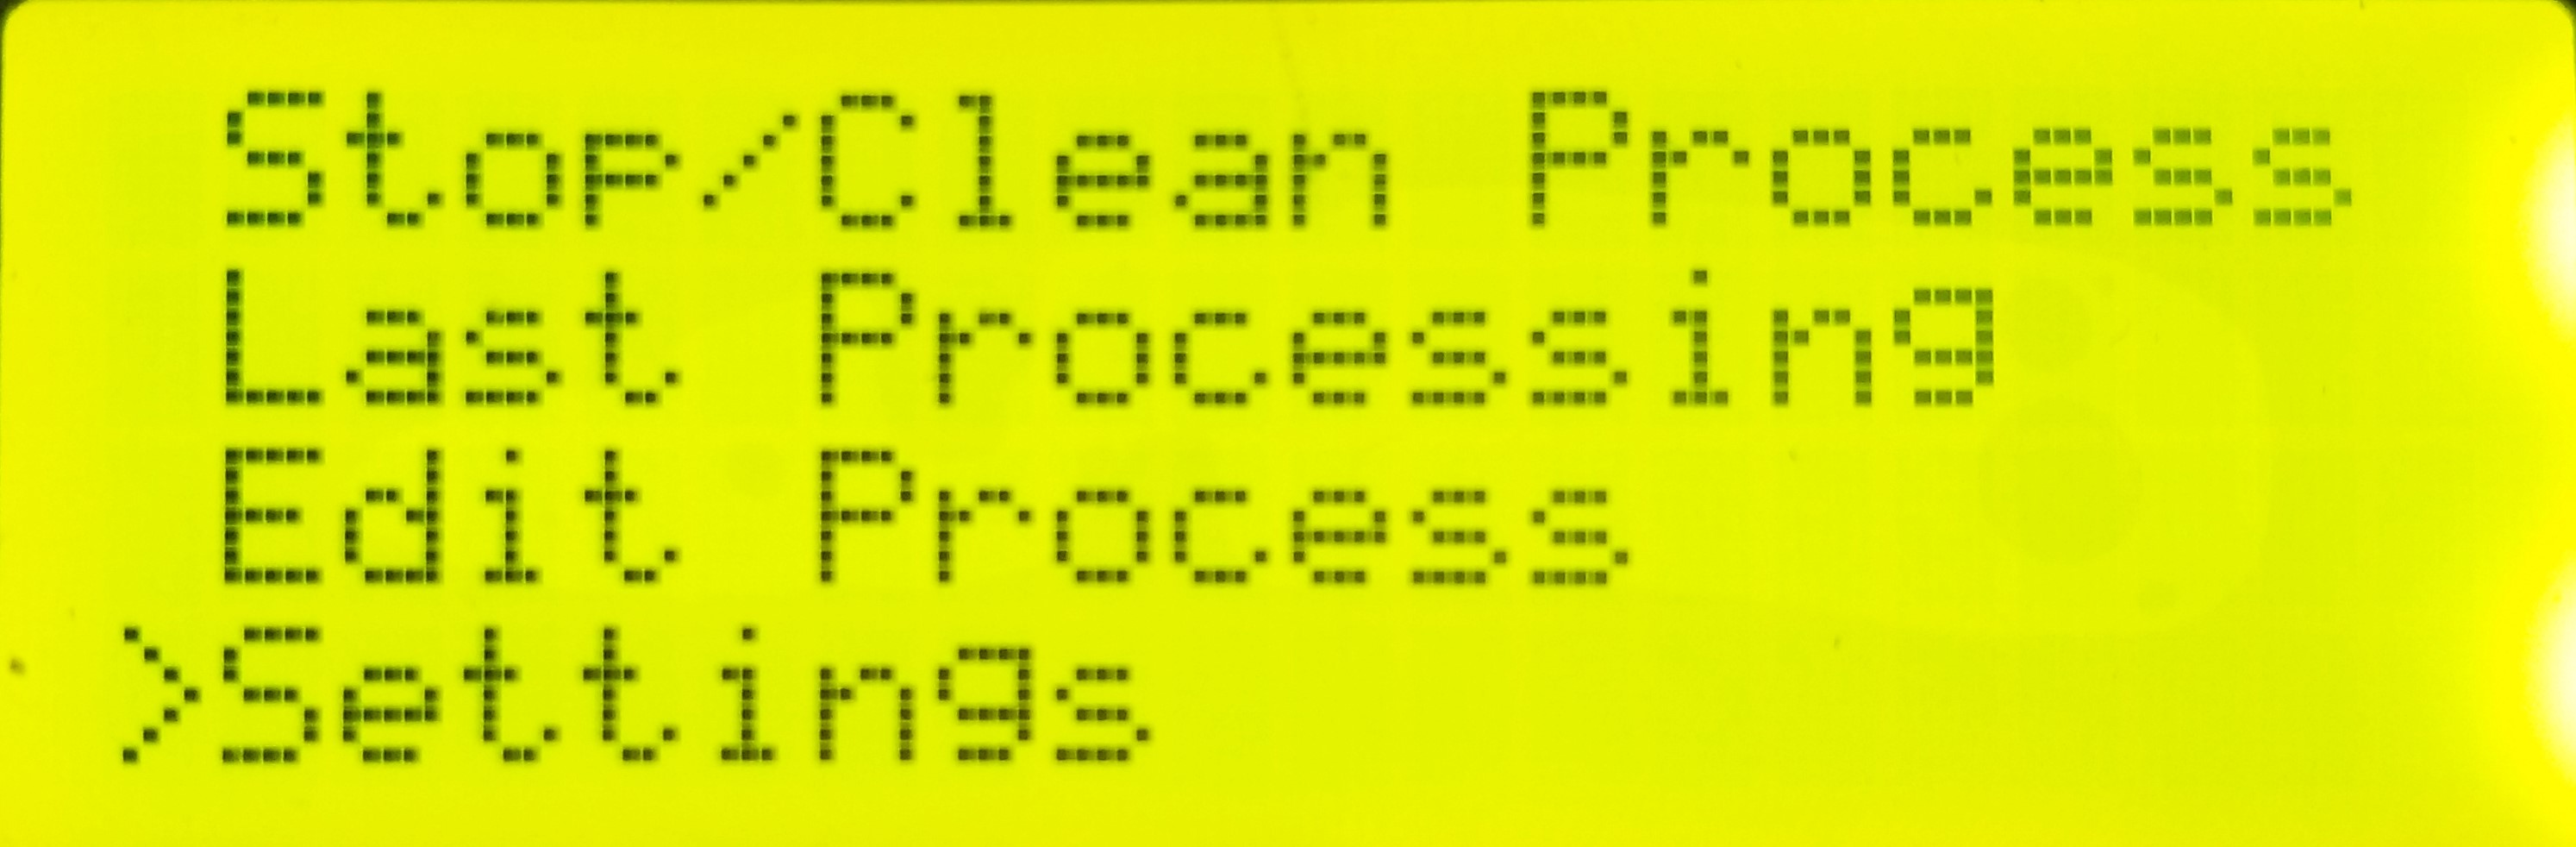 Stop/Clean Process
Last Processing
Edit Process
>Settings